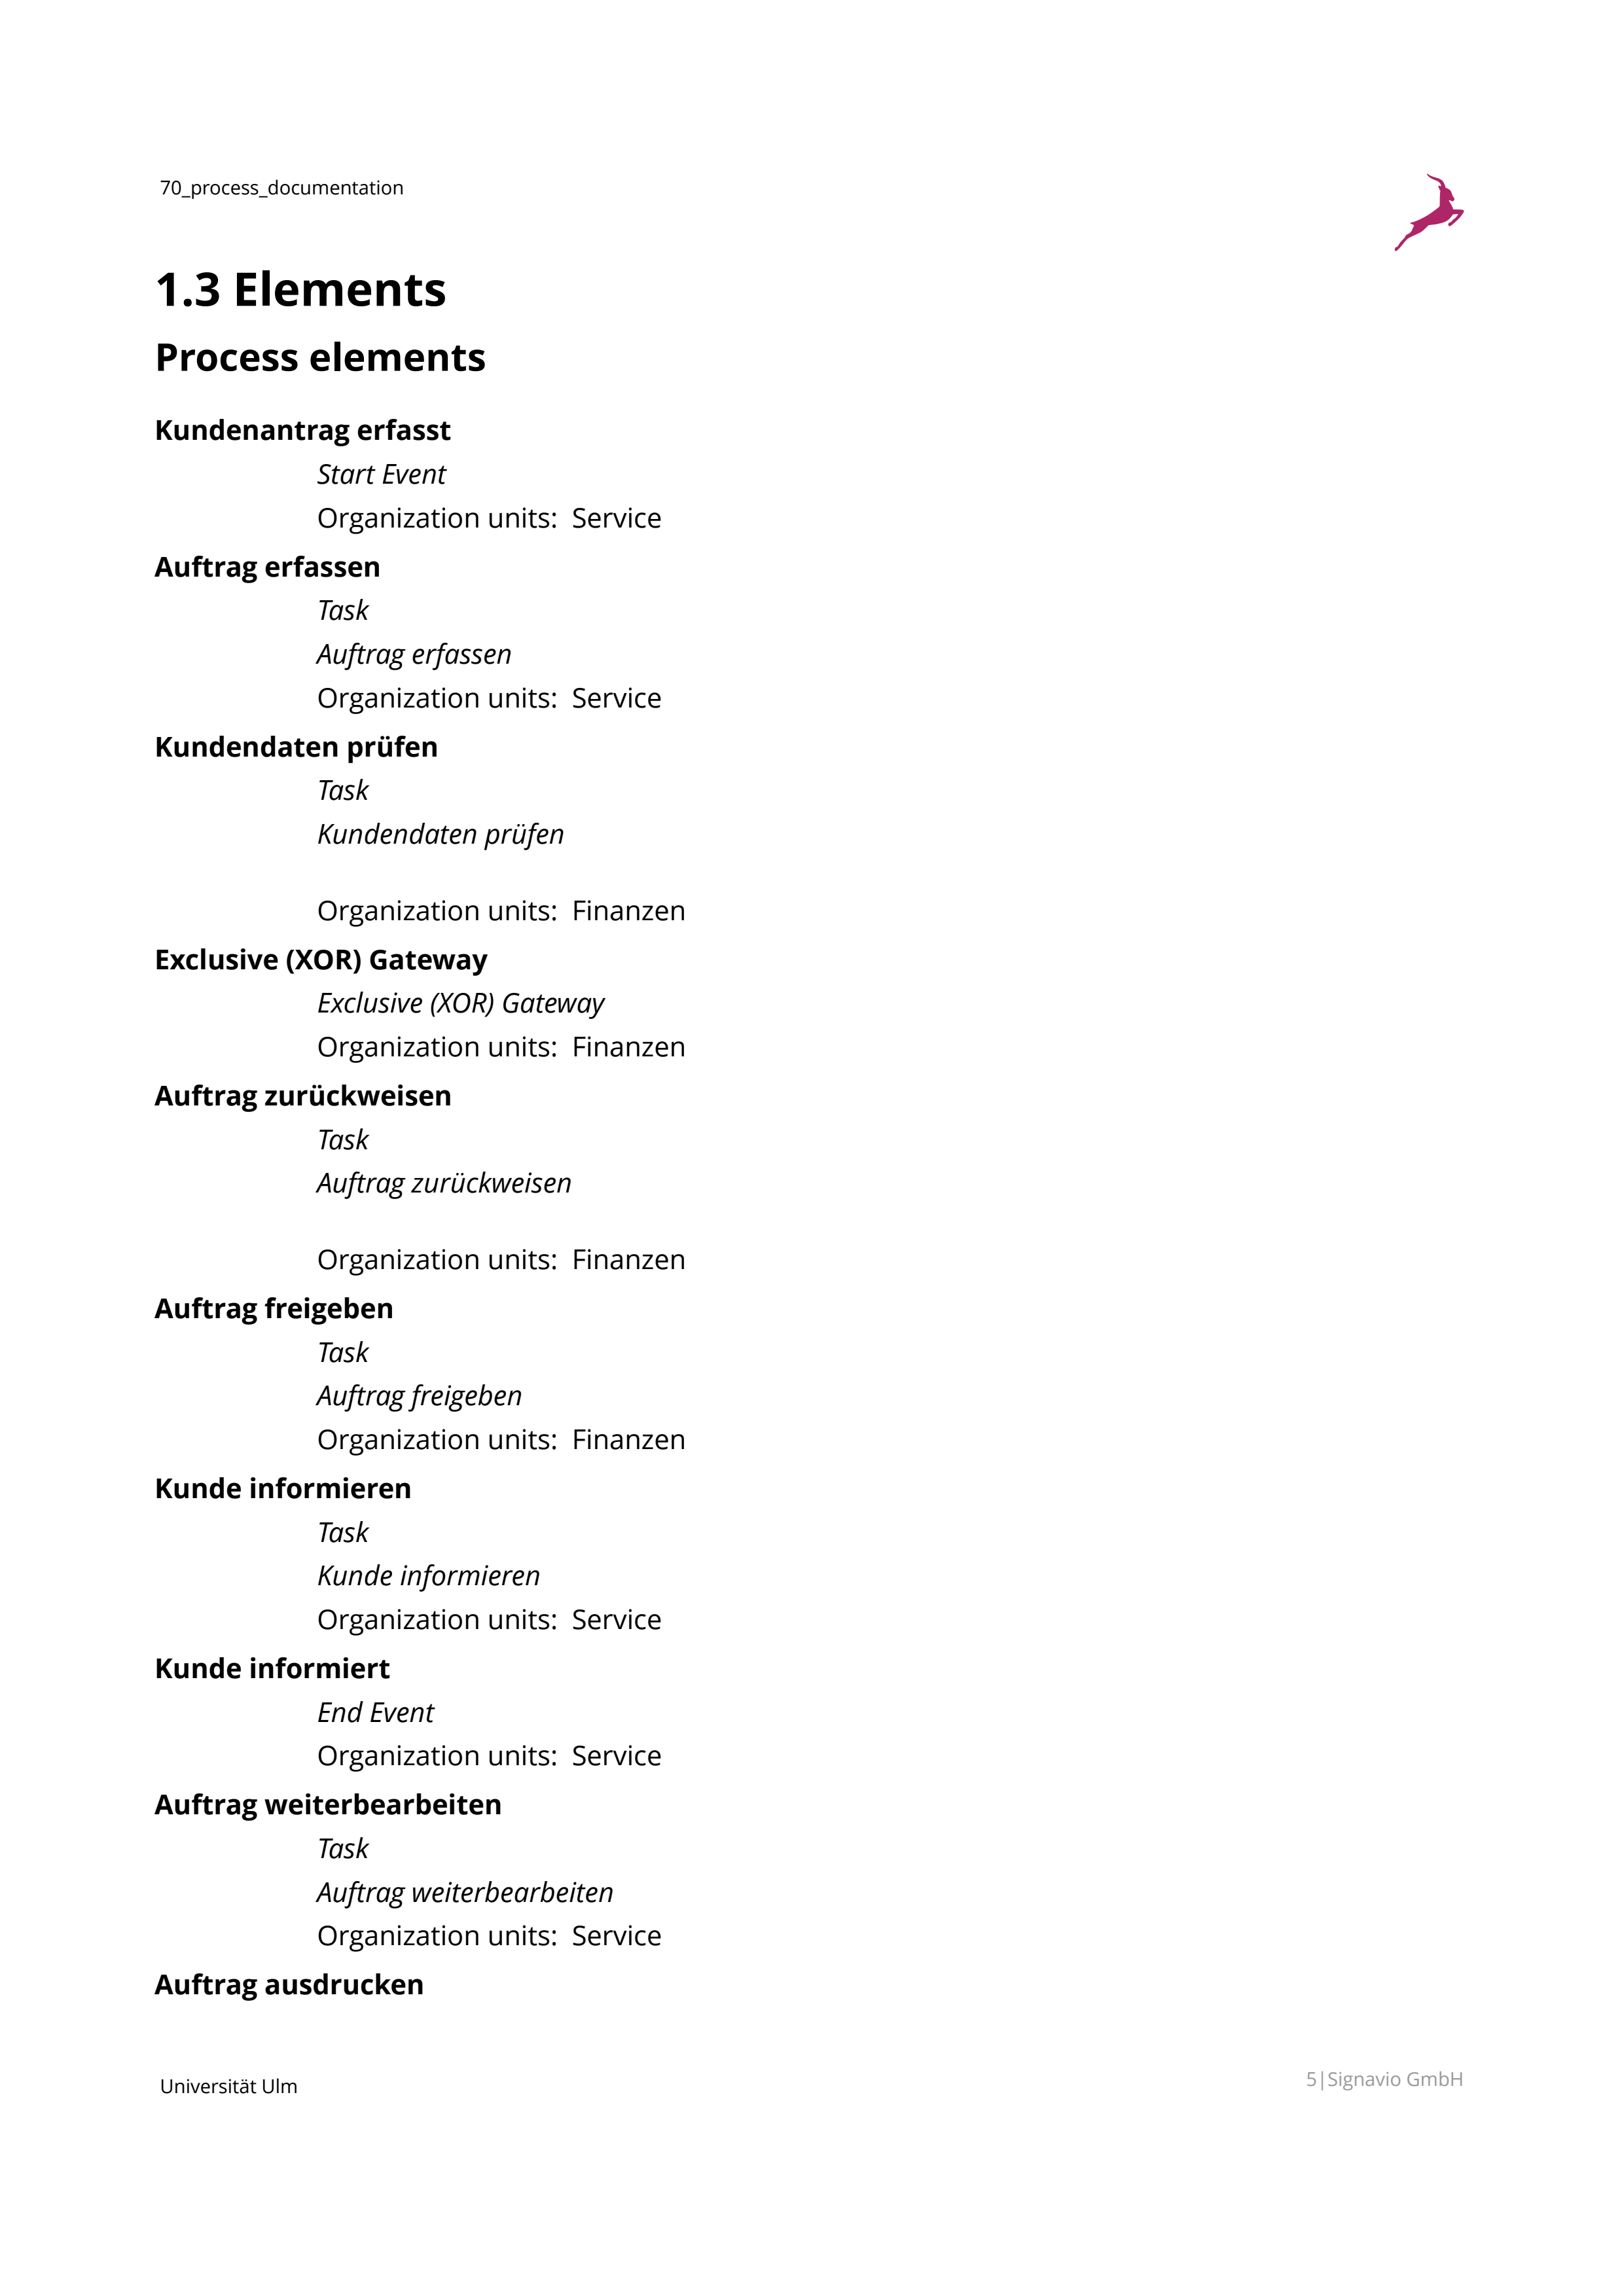 70_process_documentation
1.3 Elements
Process elements
Kundenantrag erfasst
Start Event
Organization units:  Service
Auftrag erfassen
Task
Auftrag erfassen
Organization units:  Service
Kundendaten prüfen
Task
Kundendaten prüfen
Organization units:  Finanzen
Exclusive (XOR) Gateway
Exclusive (XOR) Gateway
Organization units:  Finanzen
Auftrag zurückweisen
Task
Auftrag zurückweisen
Organization units:  Finanzen
Auftrag freigeben
Task
Auftrag freigeben
Organization units:  Finanzen
Kunde informieren
Task
Kunde informieren
Organization units:  Service
Kunde informiert
End Event
Organization units:  Service
Auftrag weiterbearbeiten
Task
Auftrag weiterbearbeiten
Organization units:  Service
Auftrag ausdrucken
Universität Ulm
5|Signavio GmbH